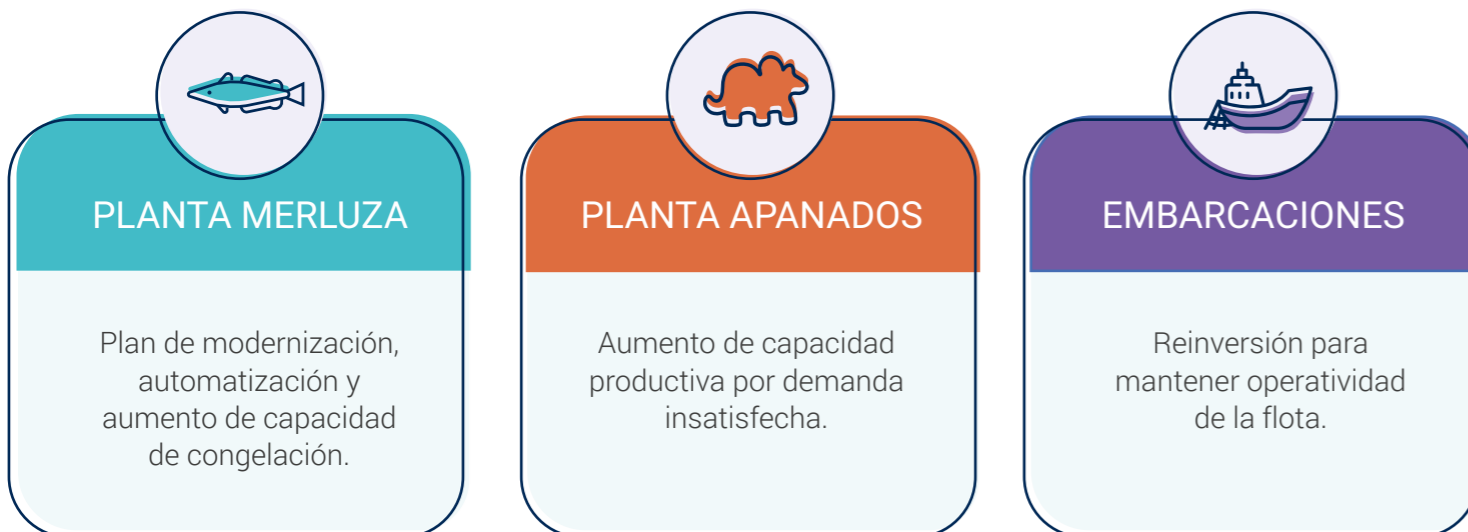 PLANTA MERLUZA
Plan de modernización,
automatización y
aumento de capacidad
de congelación.
PLANTA APANADOS
Aumento de capacidad
productiva por demanda
insatisfecha.
EMBARCACIONES
Reinversión para
mantener operatividad
de la flota.